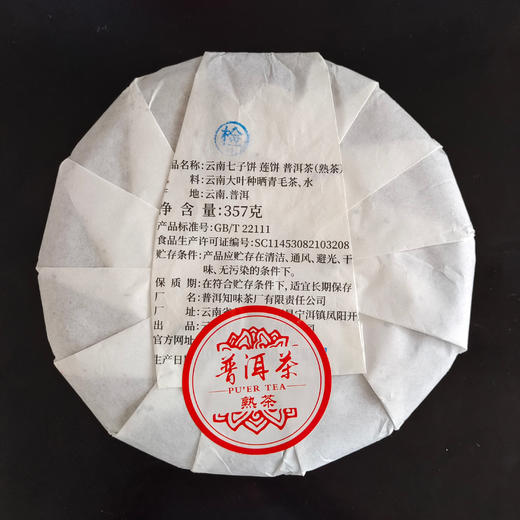 检
品名称:云南七子饼 莲饼 普洱茶(熟茶)
料:云南大叶种晒青毛茶、水
地:云南.普洱
净 含 量:357克
产品标准号:GB/T 22111
食品生产许可证编号:SC11453082103208
贮存条件:产品应贮存在清洁、通风、避光、干
味、无污染的条件下。
保 质 期:在符合贮存条件下,适宜长期保存
厂 名:普洱知味茶厂有限责任公司
厂 址:云南省
宁洱镇凤阳开
出 品:云
官方网址
生产日
普洱茶
PU'ER TEA
熟茶